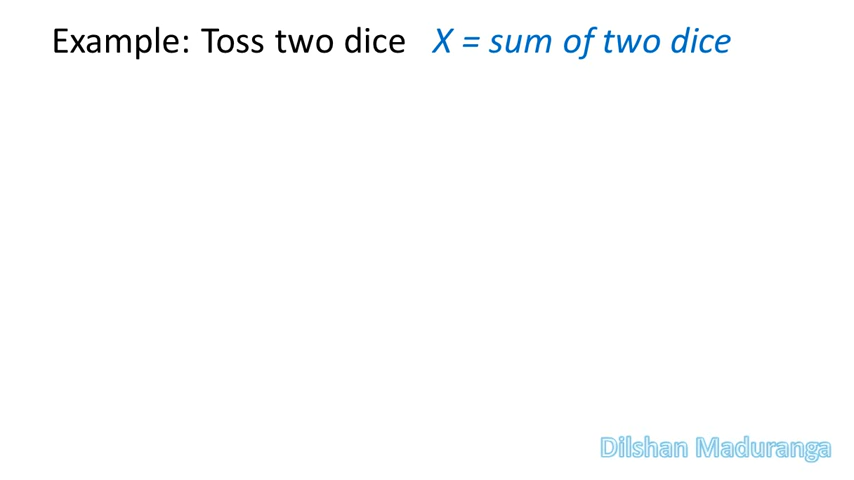 Example: Toss two dice X = sum of two dice
Dilshan Maduranga